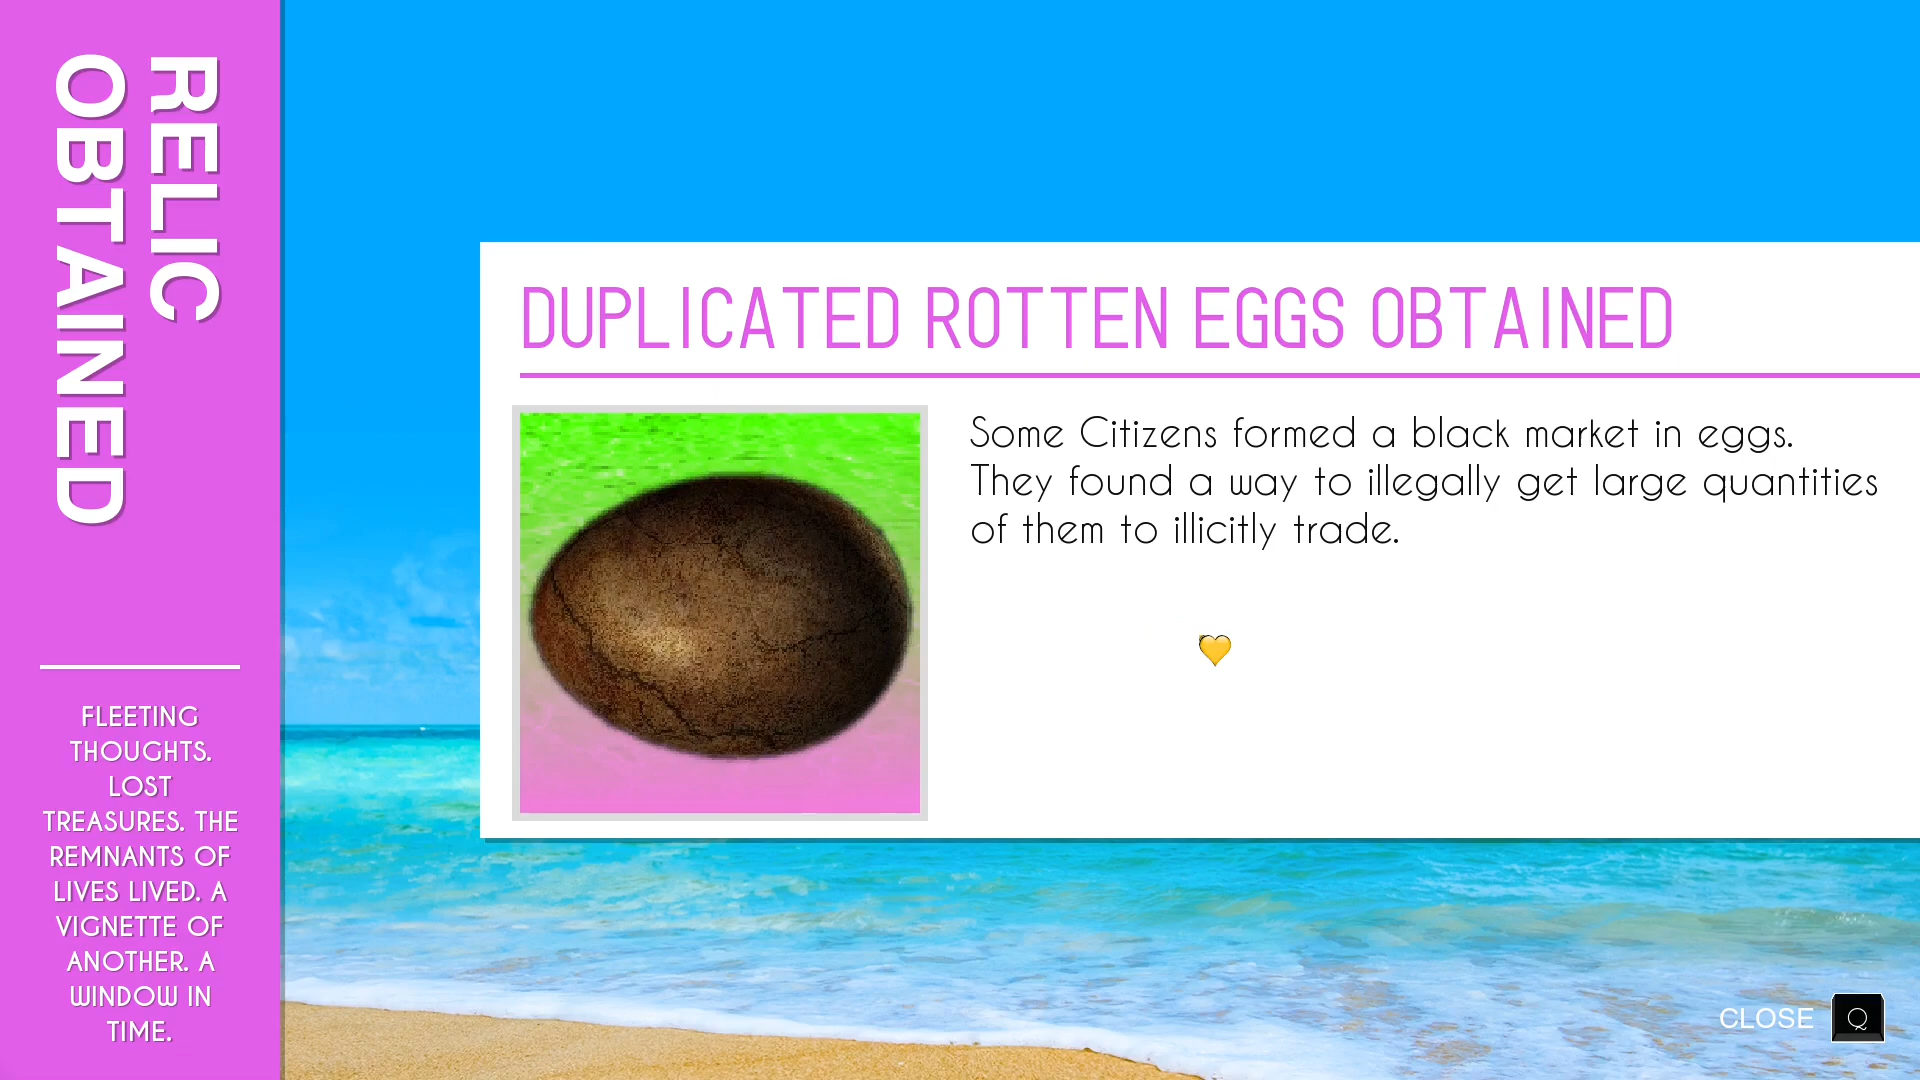 RELIC
OBTAINED
FLEETING
THOUGHTS.
LOST
TREASURES. THE
REMNANTS OF
LIVES LIVED. A
VIGNETTE OF
ANOTHER. A
WINDOW IN
TIME.
DUPLICATED ROTTEN EGGS OBTAINED
Some Citizens formed a black market in eggs.
They found a way to illegally get large quantities
of them to illicitly trade.
CLOSE Q